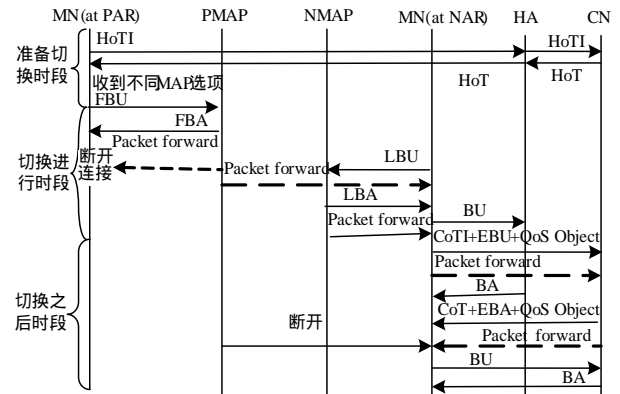 MN(at PAR) PMAP NMAP MN(at NAR) HA CN
HoTI
HoTI
准备切
换时段
HoT
HoT
收到不同MAP选项
FBU
FBA
Packet forward
切换进
行时段
断开
连接
Packet forward
LBU
LBA
Packet forward
BU
CoTI+EBU+QoS Object
Packet forward
BA
切换之
后时段
CoT+EBA+QoS Object
断开
Packet forward
BU
BA